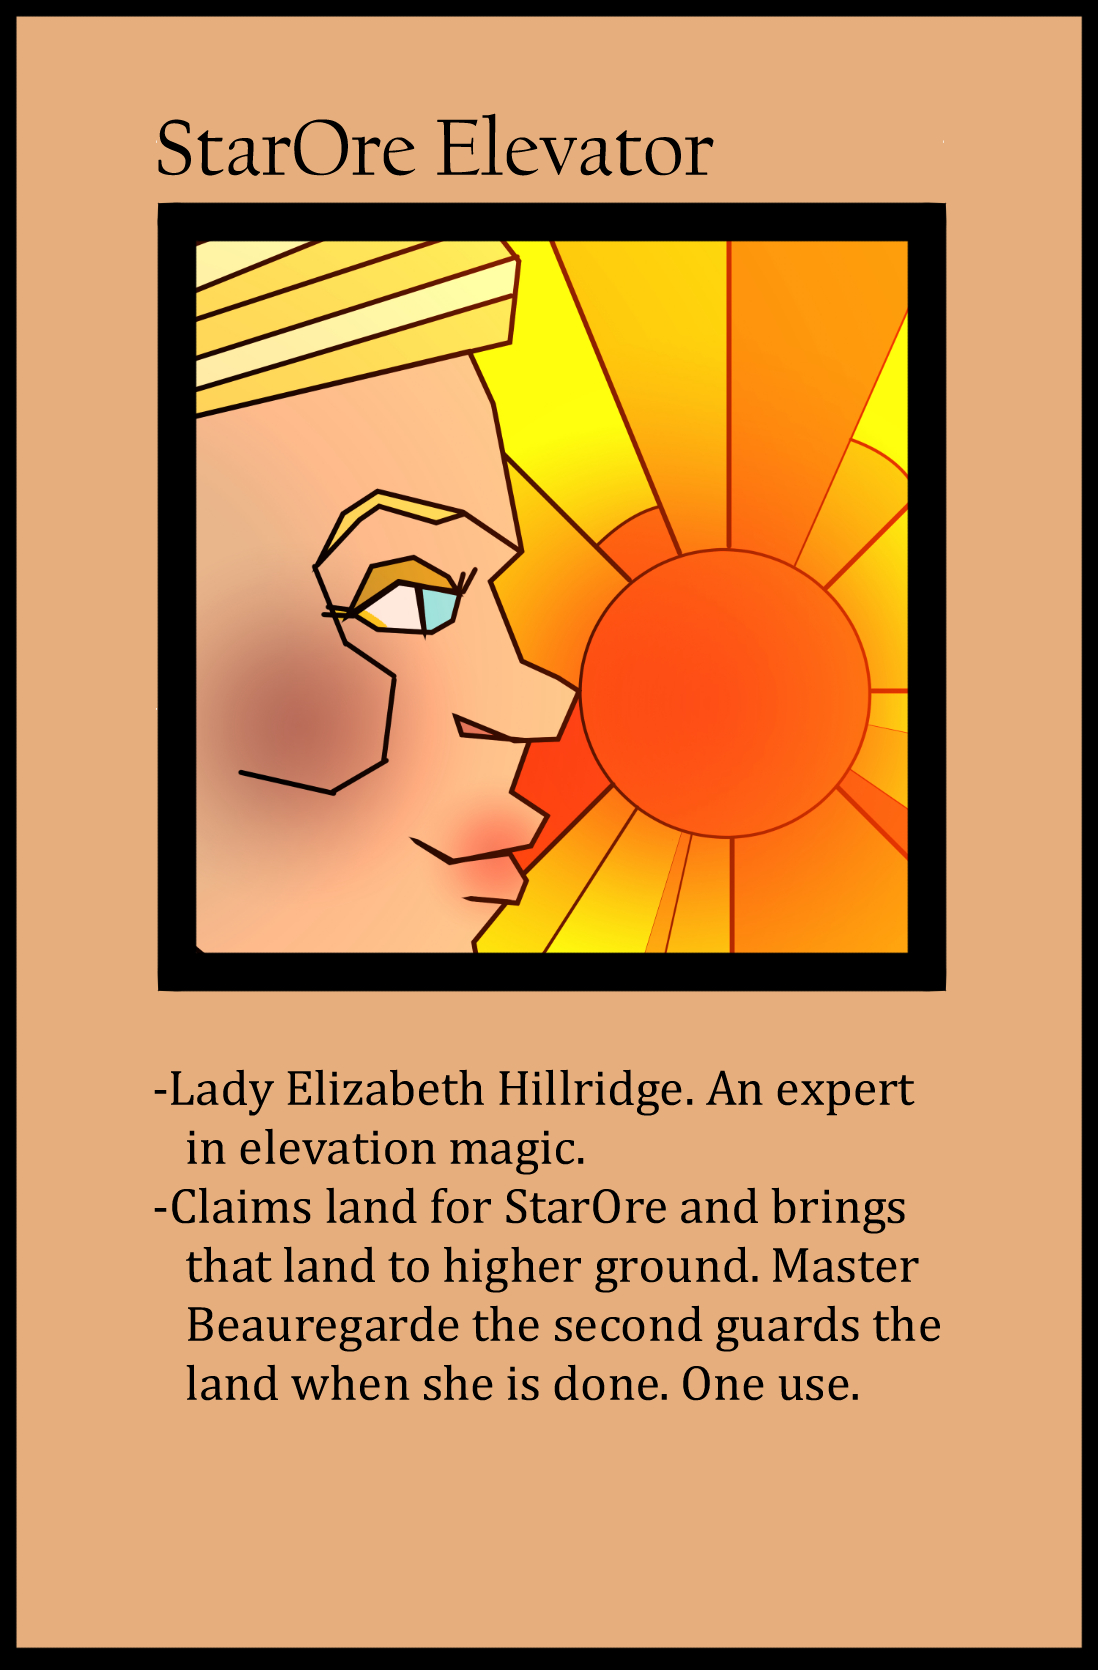 StarOre Elevator
-Lady Elizabeth Hillridge. An expert
in elevation magic.
-Claims land for StarOre and brings
that land to higher ground. Master
Beauregarde the second guards the
land when she is done. One use.